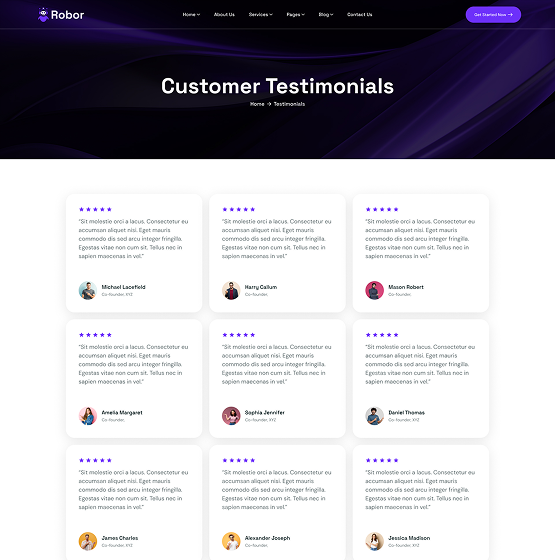 Robor
Home About Us Services Pages Blog Contact Us Get Started Now →
Customer Testimonials
Home → Testimonials
"Sit molestie orci a lacus. Consectetur eu
accumsan aliquet nisi. Eget mauris
commodo dis sed arcu integer fringilla.
Egestas vitae non cum sit. Tellus nec in
sapien maecenas in vel."
Michael Lacefield
Co-founder, XYZ
"Sit molestie orci a lacus. Consectetur eu
accumsan aliquet nisi. Eget mauris
commodo dis sed arcu integer fringilla.
Egestas vitae non cum sit. Tellus nec in
sapien maecenas in vel."
Harry Callum
Co-founder,
"Sit molestie orci a lacus. Consectetur eu
accumsan aliquet nisi. Eget mauris
commodo dis sed arcu integer fringilla.
Egestas vitae non cum sit. Tellus nec in
sapien maecenas in vel."
Mason Robert
Co-founder,
"Sit molestie orci a lacus. Consectetur eu
accumsan aliquet nisi. Eget mauris
commodo dis sed arcu integer fringilla.
Egestas vitae non cum sit. Tellus nec in
sapien maecenas in vel."
Amelia Margaret
Co-founder,
"Sit molestie orci a lacus. Consectetur eu
accumsan aliquet nisi. Eget mauris
commodo dis sed arcu integer fringilla.
Egestas vitae non cum sit. Tellus nec in
sapien maecenas in vel."
Sophia Jennifer
Co-founder, XYZ
"Sit molestie orci a lacus. Consectetur eu
accumsan aliquet nisi. Eget mauris
commodo dis sed arcu integer fringilla.
Egestas vitae non cum sit. Tellus nec in
sapien maecenas in vel."
Daniel Thomas
Co-founder, XYZ
"Sit molestie orci a lacus. Consectetur eu
accumsan aliquet nisi. Eget mauris
commodo dis sed arcu integer fringilla.
Egestas vitae non cum sit. Tellus nec in
sapien maecenas in vel."
James Charles
Co-founder, XYZ
"Sit molestie orci a lacus. Consectetur eu
accumsan aliquet nisi. Eget mauris
commodo dis sed arcu integer fringilla.
Egestas vitae non cum sit. Tellus nec in
sapien maecenas in vel."
Alexander Joseph
Co-founder,
"Sit molestie orci a lacus. Consectetur eu
accumsan aliquet nisi. Eget mauris
commodo dis sed arcu integer fringilla.
Egestas vitae non cum sit. Tellus nec in
sapien maecenas in vel."
Jessica Madison
Co-founder, XYZ